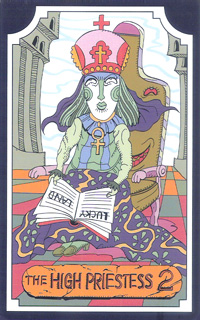 LUCKY
LAND
THE HIGH PRIESTESS 2